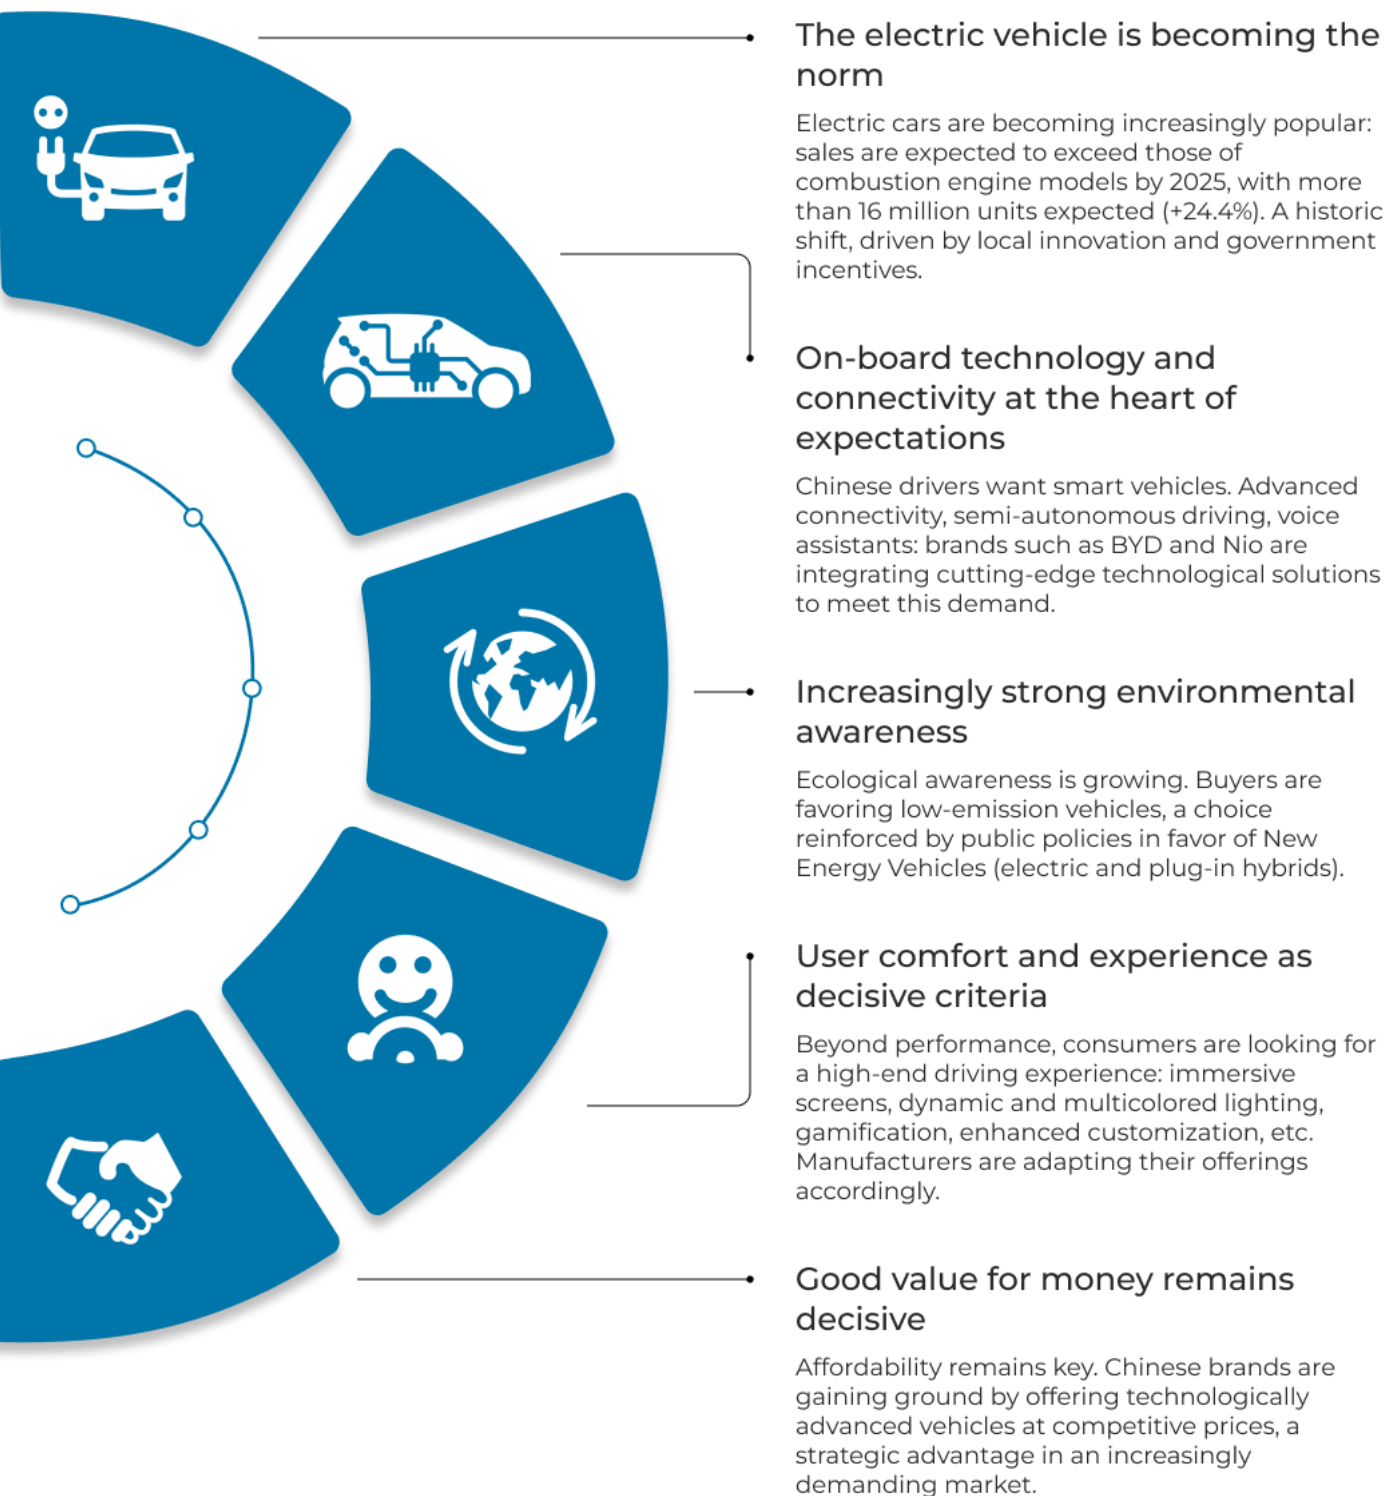 The electric vehicle is becoming the
norm
Electric cars are becoming increasingly popular:
sales are expected to exceed those of
combustion engine models by 2025, with more
than 16 million units expected (+24.4%). A historic
shift, driven by local innovation and government
incentives.
On-board technology and
connectivity at the heart of
expectations
Chinese drivers want smart vehicles. Advanced
connectivity, semi-autonomous driving, voice
assistants: brands such as BYD and Nio are
integrating cutting-edge technological solutions
to meet this demand.
Increasingly strong environmental
awareness
Ecological awareness is growing. Buyers are
favoring low-emission vehicles, a choice
reinforced by public policies in favor of New
Energy Vehicles (electric and plug-in hybrids).
User comfort and experience as
decisive criteria
Beyond performance, consumers are looking for
a high-end driving experience: immersive
screens, dynamic and multicolored lighting,
gamification, enhanced customization, etc.
Manufacturers are adapting their offerings
accordingly.
Good value for money remains
decisive
Affordability remains key. Chinese brands are
gaining ground by offering technologically
advanced vehicles at competitive prices, a
strategic advantage in an increasingly
demanding market.